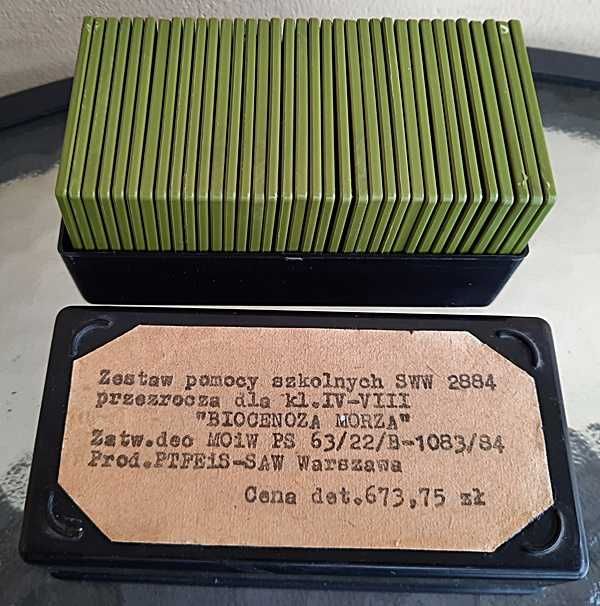 Zestaw pomocy szkolnych SWW 2884
przezrocza dla kl.IV-VIII
"BIOCENOZA MORZA"
Zatw.dec MOiW PS 63/22/B-1083/84
Prod.PTFEiS-SAW Warszawa
Cena det.673,75 zł